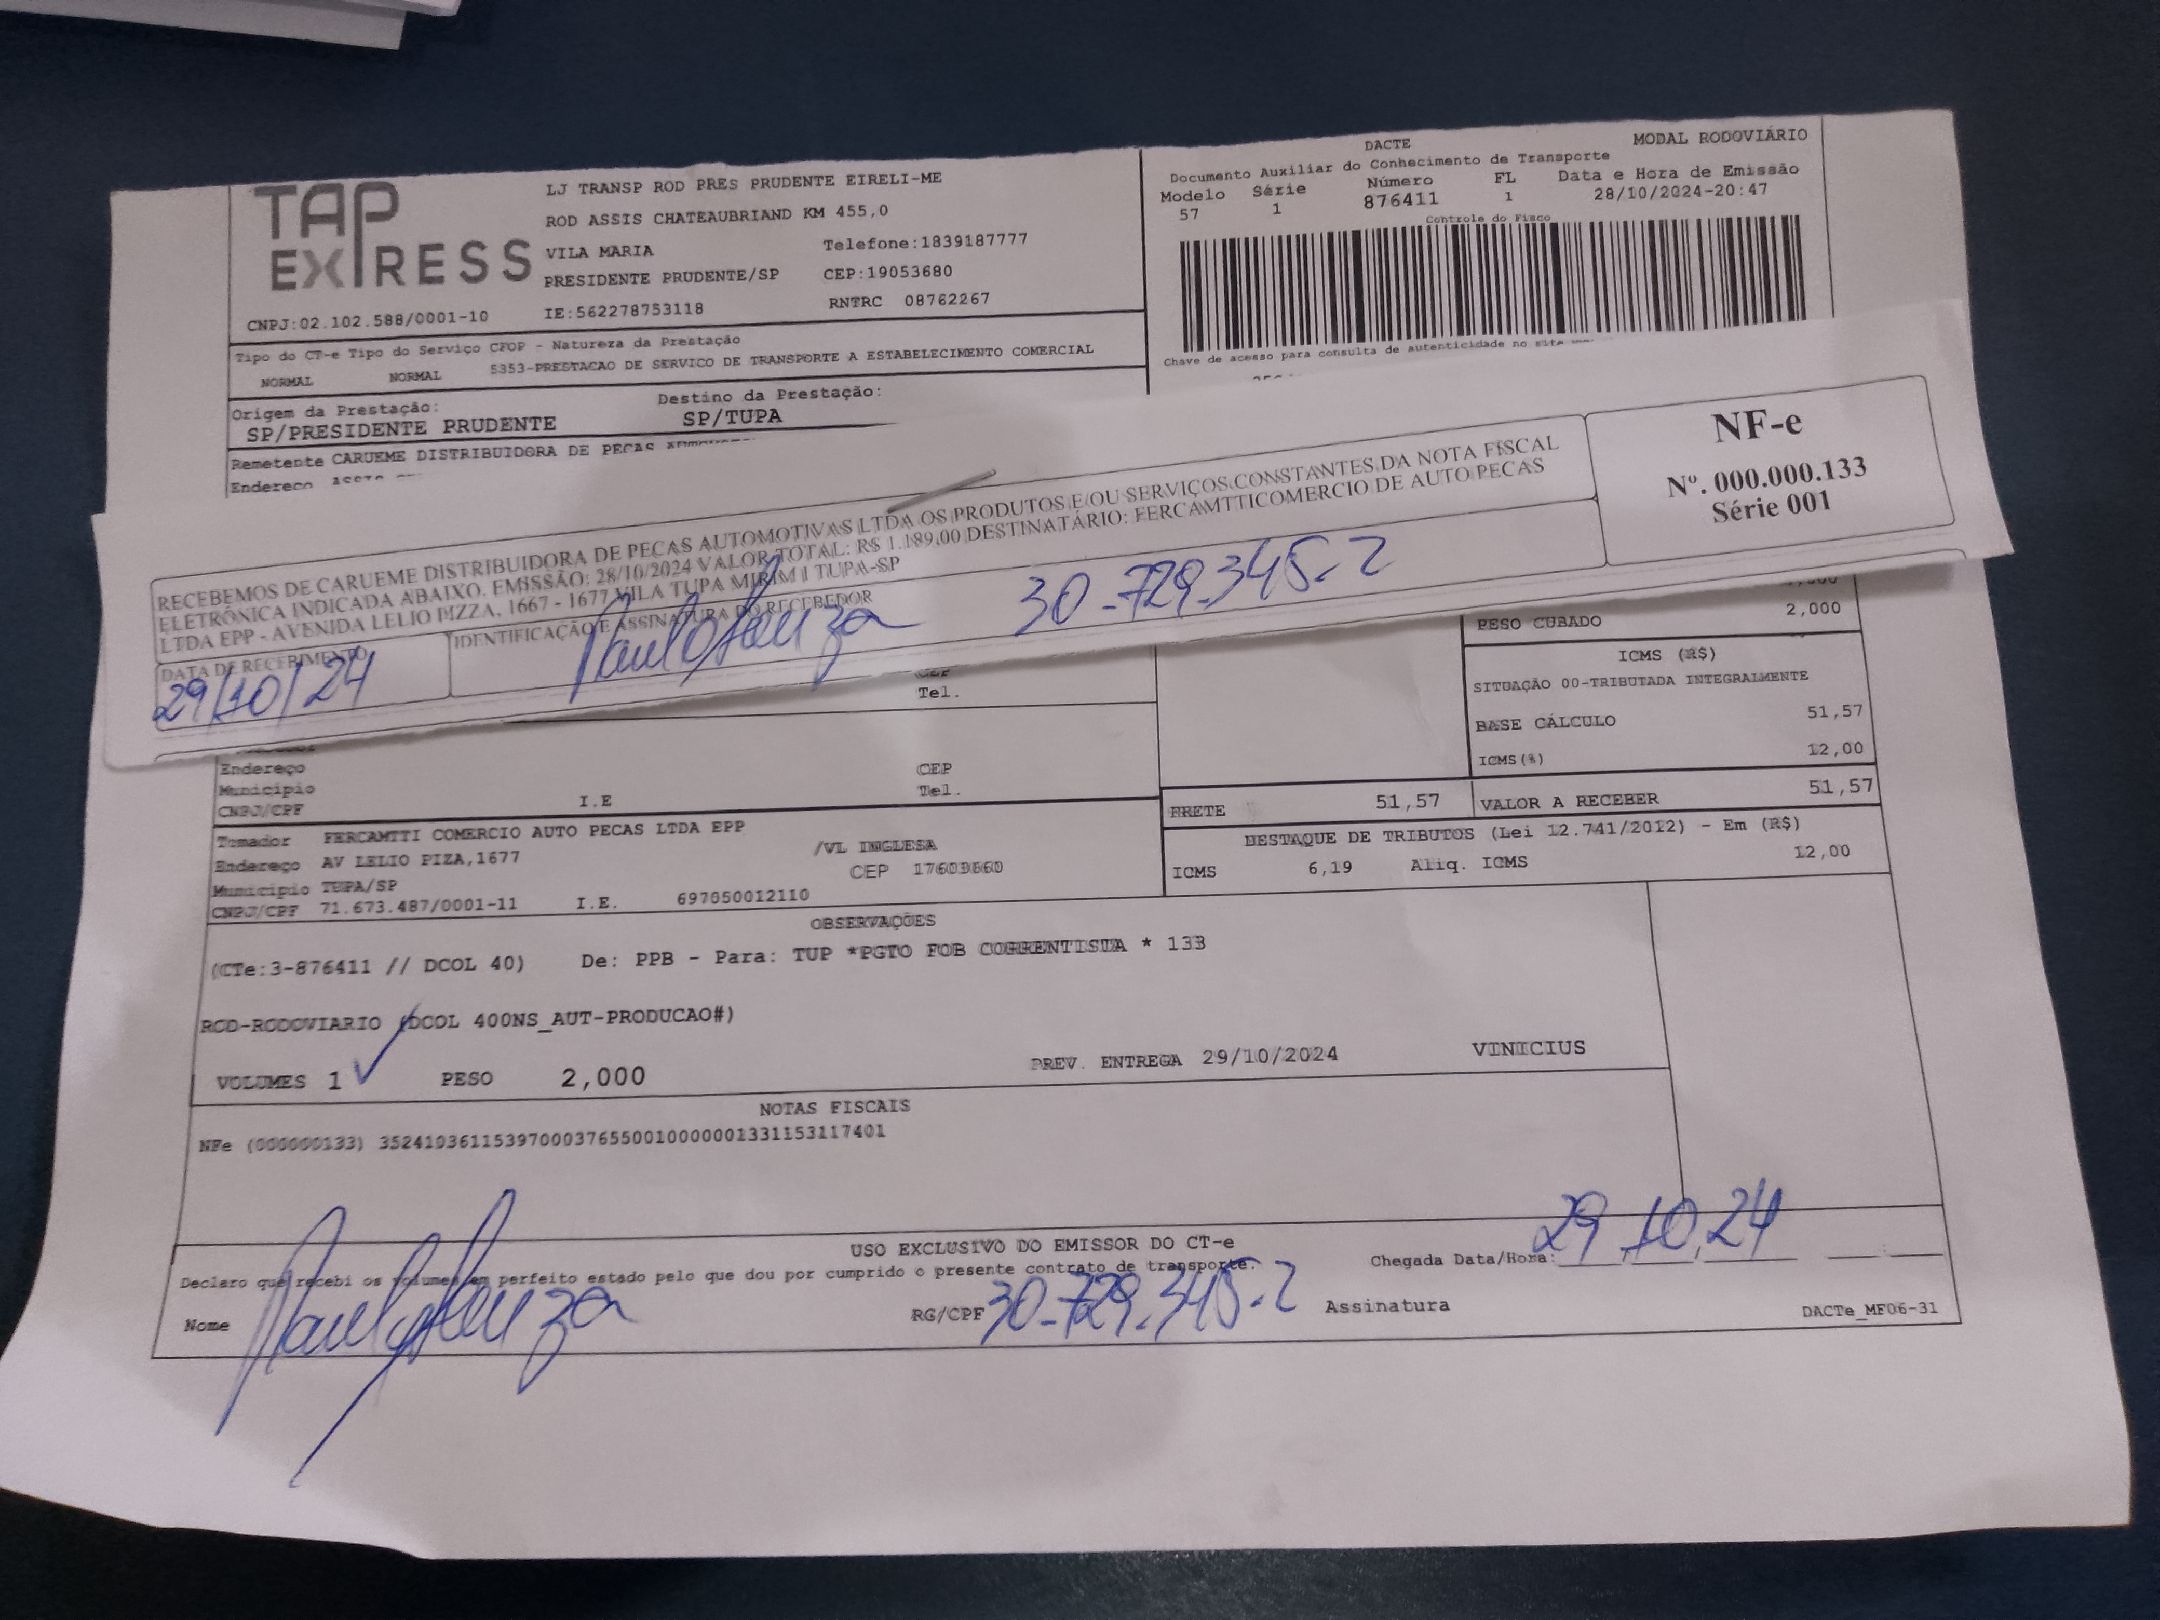 TAP
EXPRESS
LJ TRANSP ROD PRES PRUDENTE EIRELI-ME
ROD ASSIS CHATEAUBRIAND KM 455,0
VILA MARIA Telefone:1839187777
PRESIDENTE PRUDENTE/SP CEP:19053680
CNPJ:02.102.588/0001-10 IE:562278753118 RNTRC 08762267
DACTE MODAL RODOVIÁRIO
Documento Auxiliar do Conhecimento de Transporte
Modelo Série Número FL Data e Hora de Emissão
57 1 876411 1 28/10/2024-20:47
Controle do Fisco
Chave de acesso para consulta de autenticidade no site
Tipo do CT-e Tipo do Serviço CFOP - Natureza da Prestação
NORMAL NORMAL 5353-PRESTACAO DE SERVICO DE TRANSPORTE A ESTABELECIMENTO COMERCIAL
Origem da Prestação: Destino da Prestação:
SP/PRESIDENTE PRUDENTE SP/TUPA
Remetente CARUEME DISTRIBUIDORA DE PECAS
Endereço
RECEBEMOS DE CARUEME DISTRIBUIDORA DE PECAS AUTOMOTIVAS LTDA OS PRODUTOS E/OU SERVIÇOS CONSTANTES DA NOTA FISCAL
ELETRÔNICA INDICADA ABAIXO. EMISSÃO: 28/10/2024 VALOR TOTAL: R$ 1.189,00 DESTINATÁRIO: FERCAMTTICOMERCIO DE AUTO PECAS
LTDA EPP - AVENIDA LELIO PIZZA, 1667 - 1677 VILA TUPA MIRIM I TUPA-SP
DATA DE RECEBIMENTO IDENTIFICAÇÃO E ASSINATURA DO RECEBEDOR
29/10/24 Paulo Souza 30-729.345-2
NF-e
Nº. 000.000.133
Série 001
PESO CUBADO 2,000
ICMS (R$)
SITUAÇÃO 00-TRIBUTADA INTEGRALMENTE
BASE CÁLCULO 51,57
ICMS(%) 12,00
CEP
Tel.
Endereço CEP
Município Tel.
CNPJ/CPF I.E
FRETE 51,57 VALOR A RECEBER 51,57
DESTAQUE DE TRIBUTOS (Lei 12.741/2012) - Em (R$)
ICMS 6,19 Aliq. ICMS 12,00
Tomador FERCAMTTI COMERCIO AUTO PECAS LTDA EPP
Endereço AV LELIO PIZA,1677 /VL INGLESA
Município TUPA/SP CEP 17603660
CNPJ/CPF 71.673.487/0001-11 I.E. 697050012110
OBSERVAÇÕES
(CTe:3-876411 // DCOL 40) De: PPB - Para: TUP *PGTO FOB CORRENTISTA * 133
ROD-RODOVIARIO (DCOL 400NS_AUT-PRODUCAO#)
VOLUMES 1 PESO 2,000 PREV. ENTREGA 29/10/2024 VINICIUS
NOTAS FISCAIS
NFe (000000133) 35241036115397000376550010000001331153117401
USO EXCLUSIVO DO EMISSOR DO CT-e
Declaro que recebi os volumes em perfeito estado pelo que dou por cumprido o presente contrato de transporte.
Chegada Data/Hora: 29.10.24
Nome Paulo Souza RG/CPF 30-729.345-2 Assinatura
DACTe_MF06-31